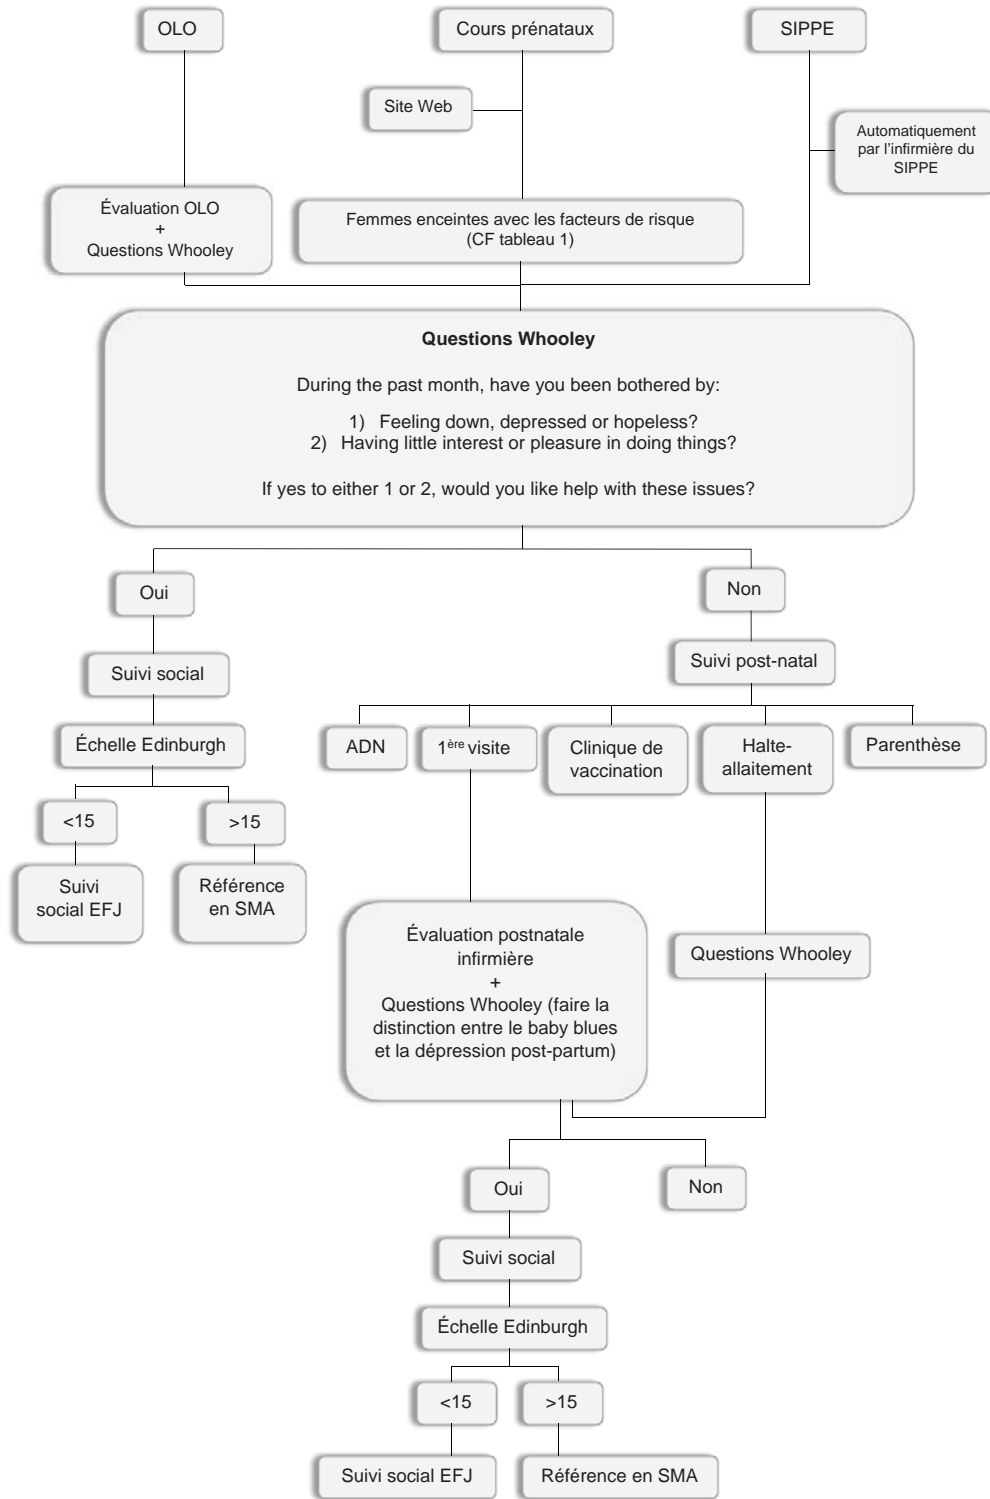 OLO
Cours prénataux
SIPPE
Site Web
Automatiquement
par l'infirmière du
SIPPE
Évaluation OLO
+
Questions Whooley
Femmes enceintes avec les facteurs de risque
(CF tableau 1)
Questions Whooley
During the past month, have you been bothered by:
1) Feeling down, depressed or hopeless?
2) Having little interest or pleasure in doing things?
If yes to either 1 or 2, would you like help with these issues?
Oui
Non
Suivi social
Suivi post-natal
Échelle Edinburgh
ADN
1ère visite
Clinique de
vaccination
Halte-
allaitement
Parenthèse
<15
>15
Suivi
social EFJ
Référence
en SMA
Évaluation postnatale
infirmière
+
Questions Whooley (faire la
distinction entre le baby blues
et la dépression post-partum)
Questions Whooley
Oui
Non
Suivi social
Échelle Edinburgh
<15
>15
Suivi social EFJ
Référence en SMA